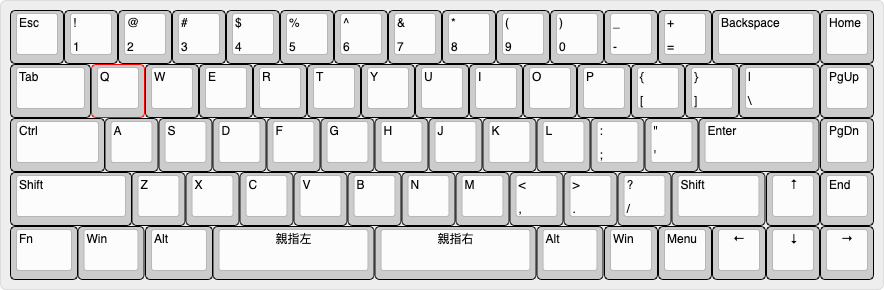 Esc ! @ # $ % ^ & * ( ) _ + Backspace Home
1 2 3 4 5 6 7 8 9 0 - =
Tab Q W E R T Y U I O P { } | PgUp
[ ] \
Ctrl A S D F G H J K L : " Enter PgDn
; '
Shift Z X C V B N M < > ? Shift ↑ End
, . /
Fn Win Alt 親指左 親指右 Alt Win Menu ← ↓ →